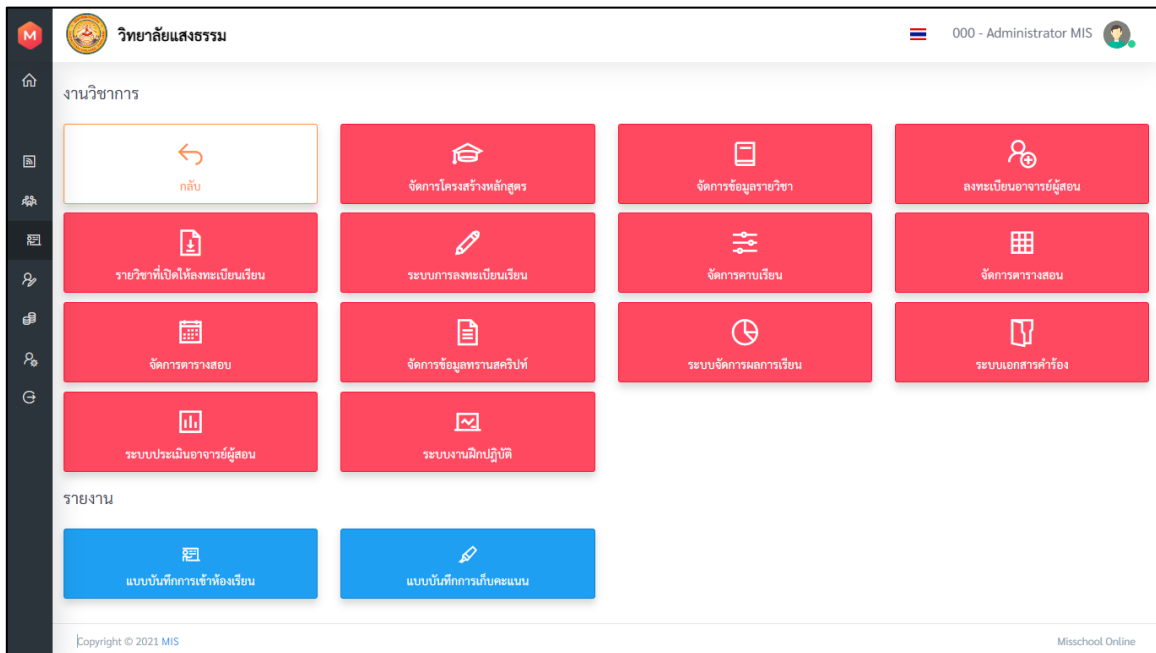 M
วิทยาลัยแสงธรรม
000 - Administrator MIS
งานวิชาการ
กลับ
จัดการโครงสร้างหลักสูตร
จัดการข้อมูลรายวิชา
ลงทะเบียนอาจารย์ผู้สอน
รายวิชาที่เปิดให้ลงทะเบียนเรียน
ระบบการลงทะเบียนเรียน
จัดการคาบเรียน
จัดการตารางสอน
จัดการตารางสอบ
จัดการข้อมูลทรานสคริปท์
ระบบจัดการผลการเรียน
ระบบเอกสารคำร้อง
ระบบประเมินอาจารย์ผู้สอน
ระบบงานฝึกปฎิบัติ
รายงาน
แบบบันทึกการเข้าห้องเรียน
แบบบันทึกการเก็บคะแนน
Copyright © 2021 MIS
Misschool Online